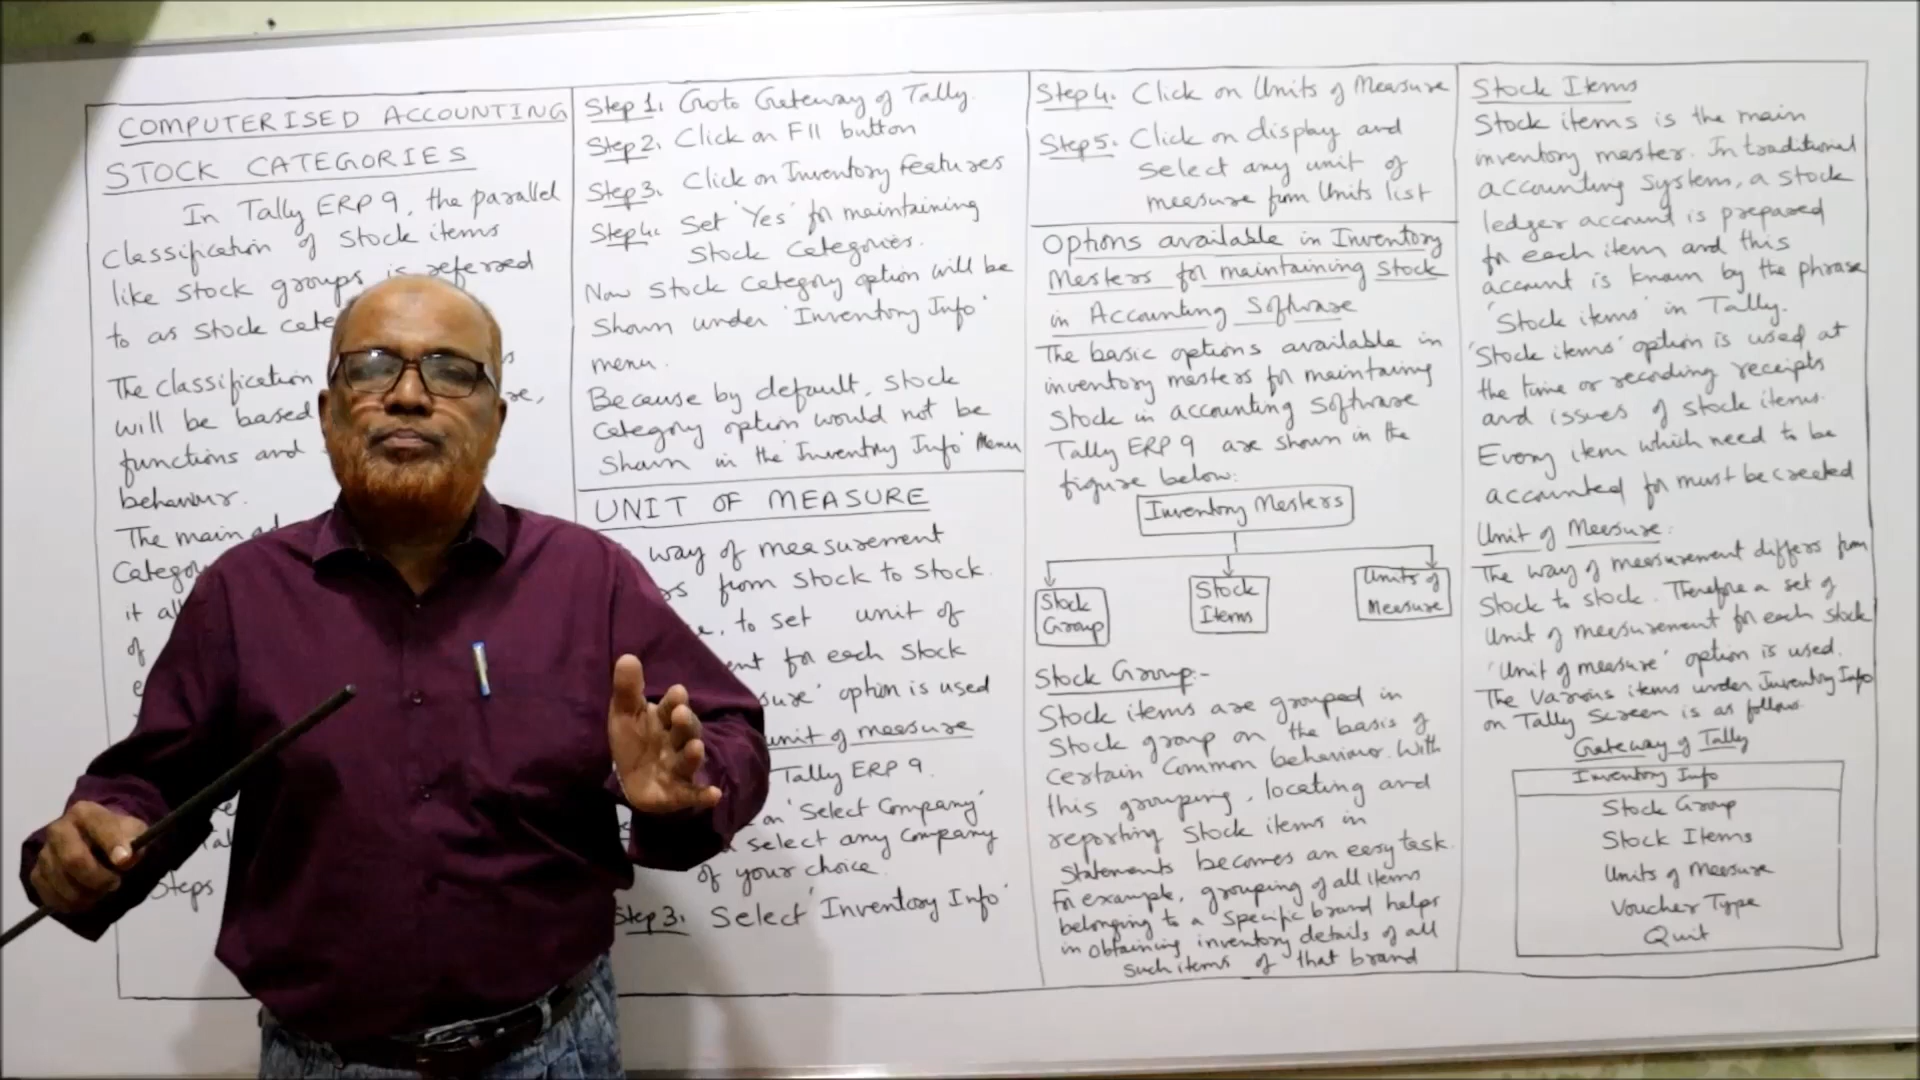 COMPUTERISED ACCOUNTING
STOCK CATEGORIES
In Tally ERP 9, the parallel
Classification of Stock items
like Stock groups is referred
to as Stock
The classification
will be based
functions and
behaviour.
The main
it
of
Steps
Step 1. Goto Gateway of Tally.
Step 2. Click on F11 button
Step 3. Click on Inventory features
Step 4. Set 'Yes' for maintaining
Stock Categories.
Now Stock Category option will be
Shown under 'Inventory Info'
menu.
Because by default, Stock
Category option would not be
Shown in the 'Inventory Info' Menu
UNIT OF MEASURE
way of measurement
from Stock to Stock.
to set unit of
for each Stock
option is used
unit of measure
Tally ERP 9.
on 'Select Company'
select any Company
of your choice.
Step 3. Select 'Inventory Info'
Step 4. Click on Units of Measure
Step 5. Click on display and
Select any unit of
measure from Units list
Options available in Inventory
Masters for maintaining Stock
in Accounting Software
The basic options available in
inventory masters for maintaining
Stock in accounting Software
Tally ERP 9 are shown in the
figure below:
Inventory Masters
Stock Group
Stock Items
Units of Measure
Stock Group:-
Stock items are grouped in
Stock group on the basis of
certain Common behaviour. With
this grouping, locating and
reporting Stock items in
Statements becomes an easy task.
For example, grouping of all items
belonging to a specific brand helps
in obtaining inventory details of all
Such items of that brand
Stock Items
Stock items is the main
inventory master. In traditional
accounting System, a Stock
ledger account is prepared
for each item and this
account is known by the phrase
'Stock items' in Tally.
'Stock items' option is used at
the time or recording receipts
and issues of stock items.
Every item which need to be
accounted for must be created
Unit of Measure:
The way of measurement differs from
Stock to stock. Therefore a set of
Unit of measurement for each stock
'Unit of measure' option is used.
The Various items under Inventory Info
on Tally Screen is as follows.
Gateway of Tally
Inventory Info
Stock Group
Stock Items
Units of Measure
Voucher Type
Quit